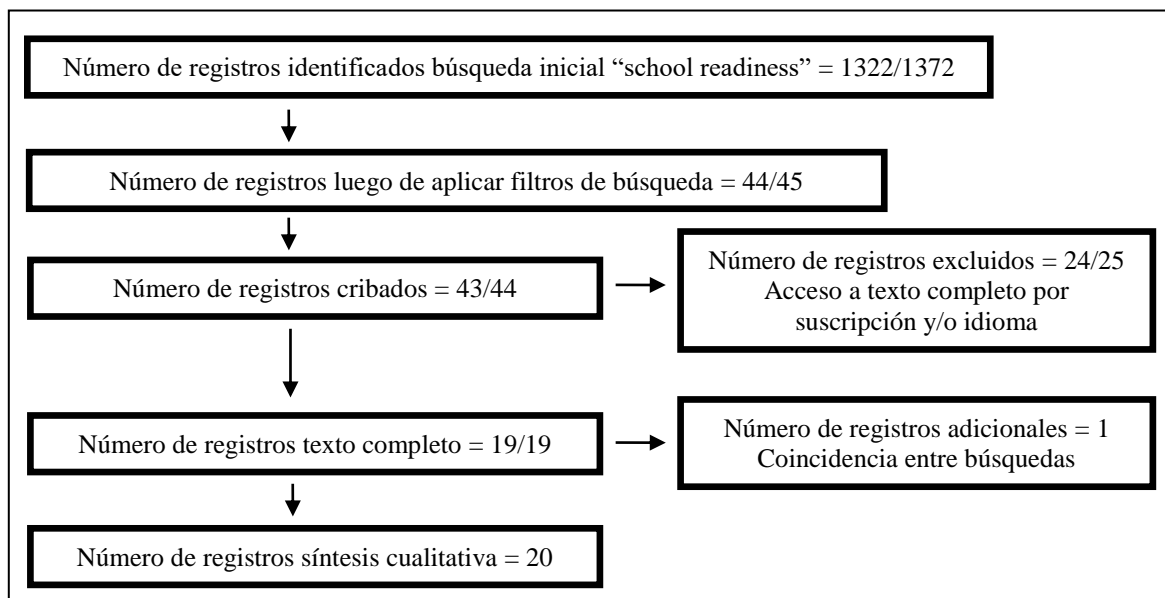 Número de registros identificados búsqueda inicial “school readiness” = 1322/1372
Número de registros luego de aplicar filtros de búsqueda = 44/45
Número de registros cribados = 43/44
Número de registros excluidos = 24/25
Acceso a texto completo por
suscripción y/o idioma
Número de registros texto completo = 19/19
Número de registros adicionales = 1
Coincidencia entre búsquedas
Número de registros síntesis cualitativa = 20